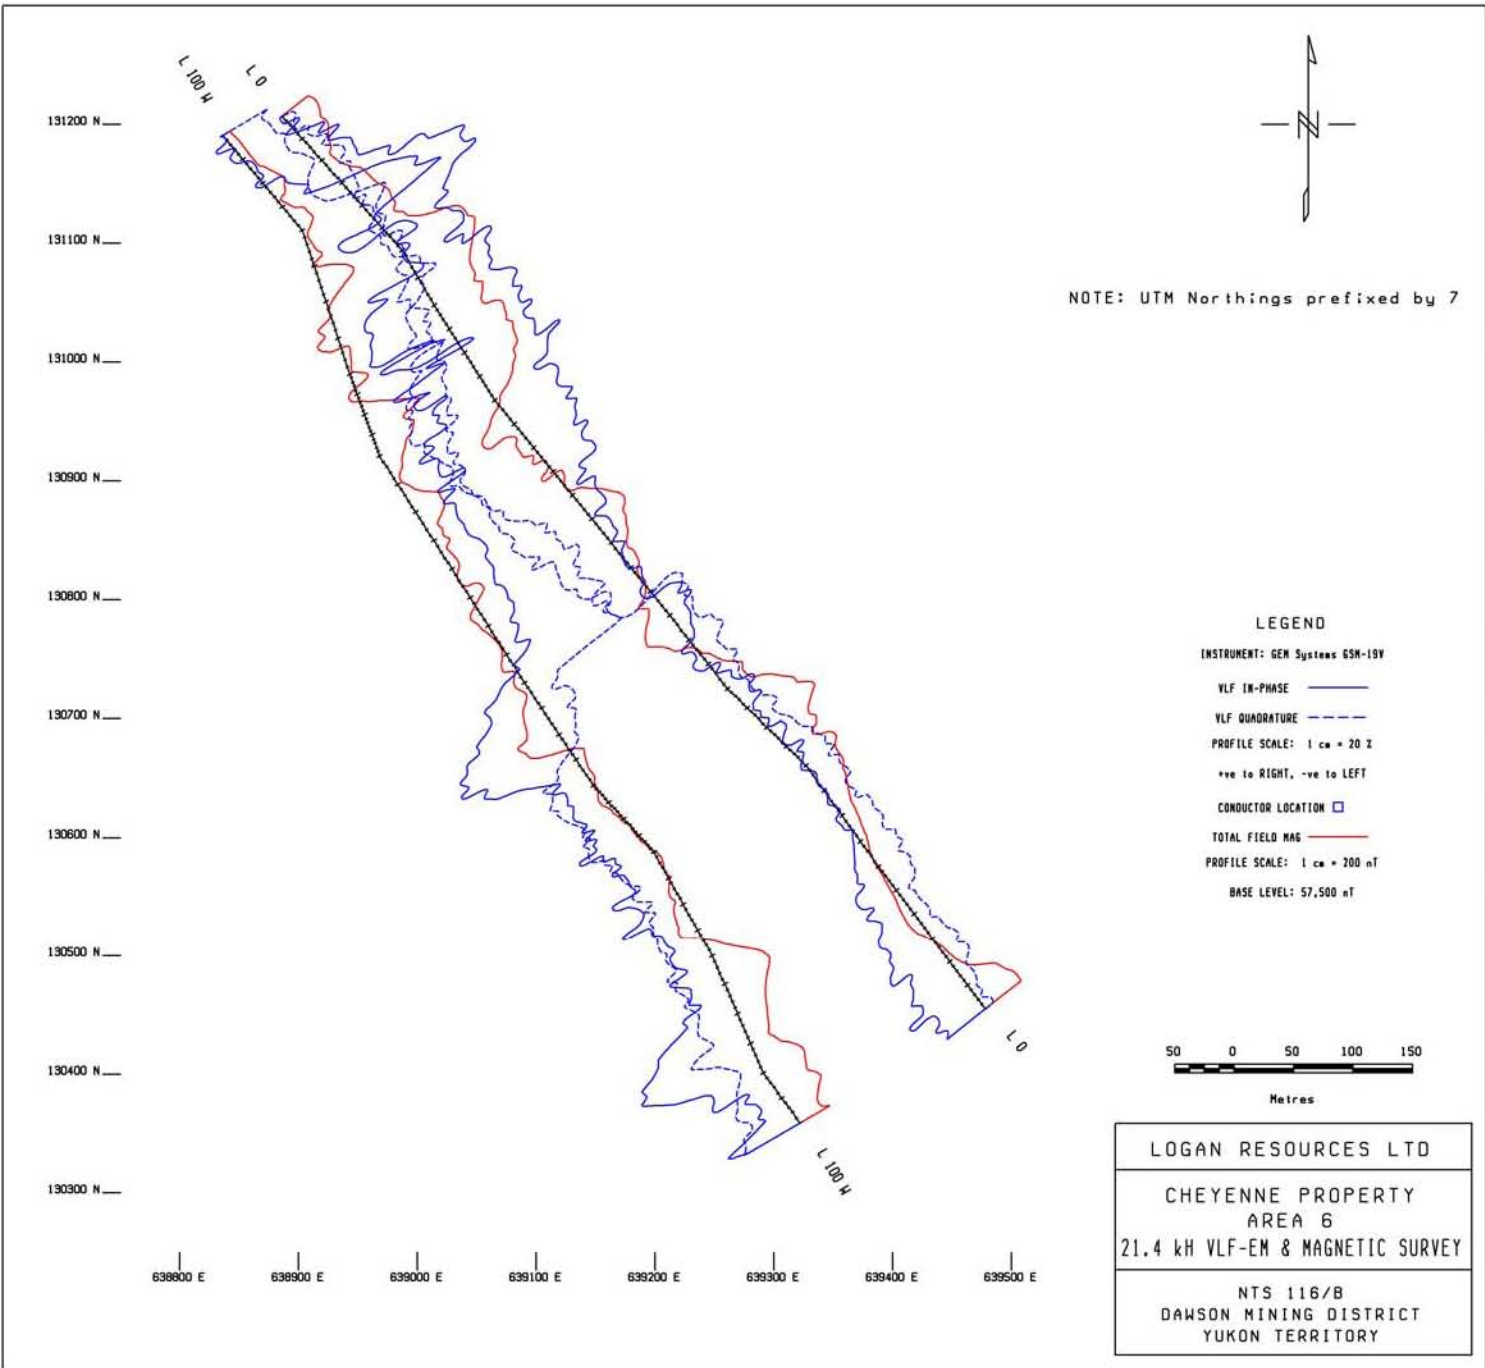 L 100 W
L 0
131200 N
131100 N
131000 N
130900 N
130800 N
130700 N
130600 N
130500 N
130400 N
130300 N
638800 E
638900 E
639000 E
639100 E
639200 E
639300 E
639400 E
639500 E
L 0
L 100 W
N
NOTE: UTM Northings prefixed by 7
LEGEND
INSTRUMENT: GEM Systems GSM-19V
VLF IN-PHASE
VLF QUADRATURE
PROFILE SCALE: 1 cm = 20 %
+ve to RIGHT, -ve to LEFT
CONDUCTOR LOCATION
TOTAL FIELD MAG
PROFILE SCALE: 1 cm = 200 nT
BASE LEVEL: 57,500 nT
50 0 50 100 150
Metres
LOGAN RESOURCES LTD
CHEYENNE PROPERTY
AREA 6
21.4 kH VLF-EM & MAGNETIC SURVEY
NTS 116/B
DAWSON MINING DISTRICT
YUKON TERRITORY